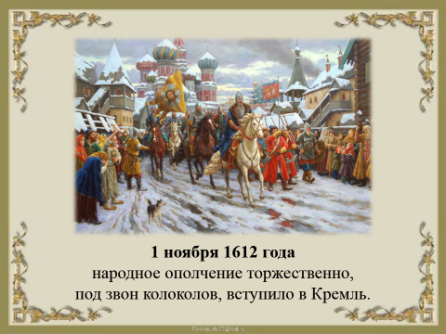 1 ноября 1612 года
народное ополчение торжественно,
под звон колоколов, вступило в Кремль.